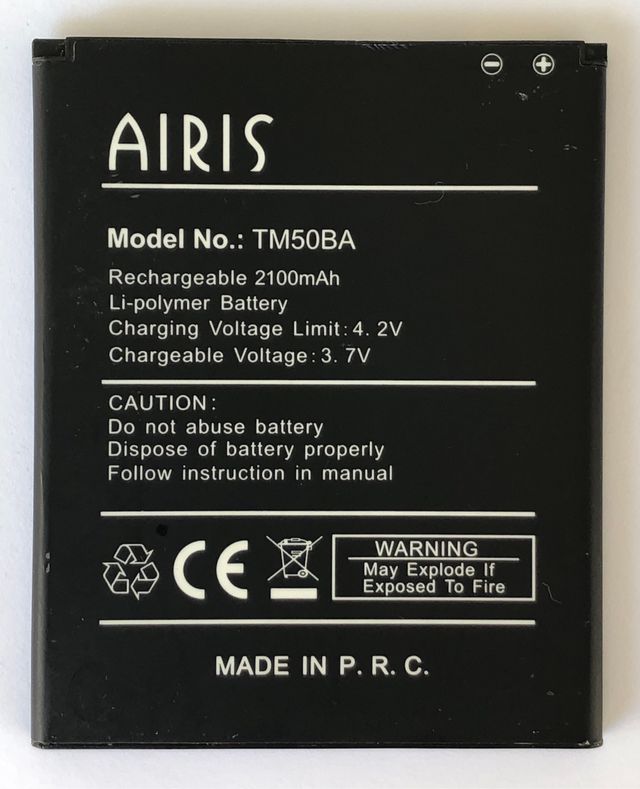 AIRIS
Model No.: TM50BA
Rechargeable 2100mAh
Li-polymer Battery
Charging Voltage Limit: 4. 2V
Chargeable Voltage: 3. 7V
CAUTION:
Do not abuse battery
Dispose of battery properly
Follow instruction in manual
CE
WARNING
May Explode If
Exposed To Fire
MADE IN P. R. C.